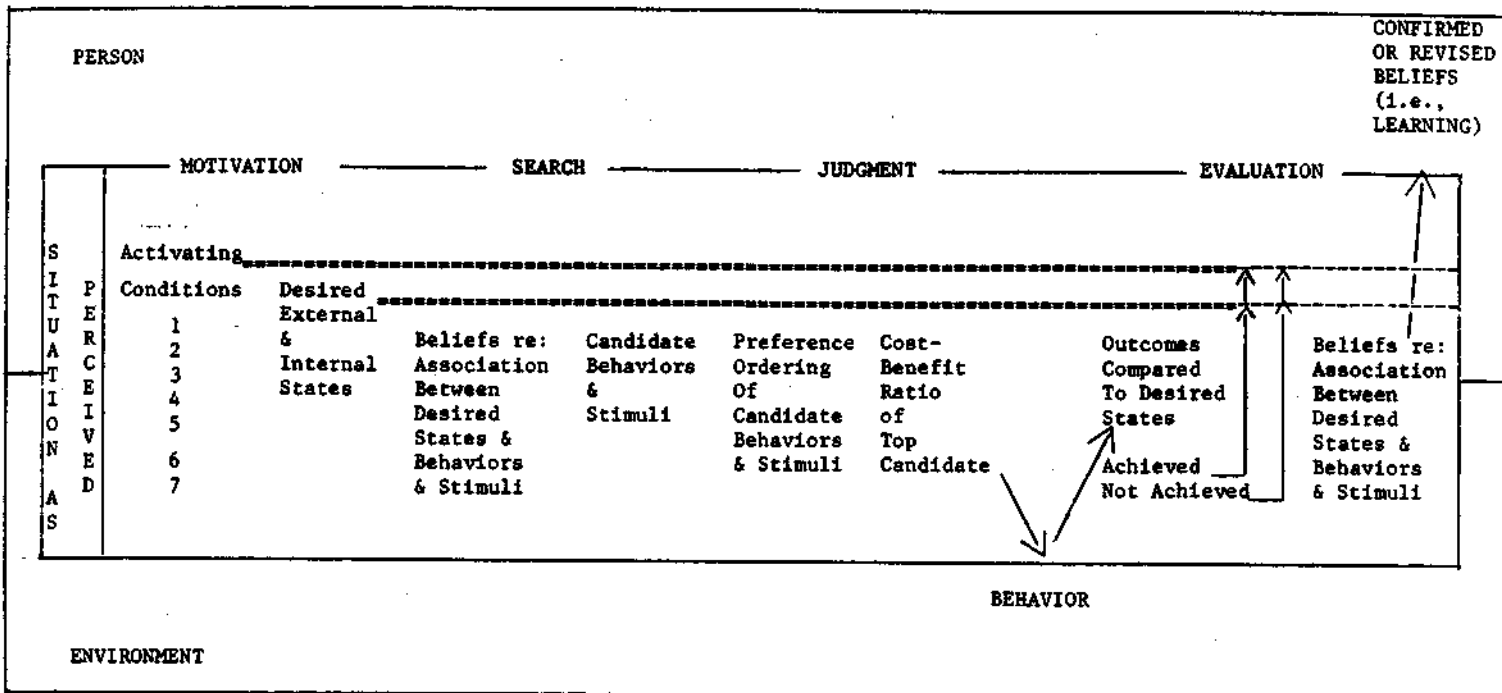 PERSON
CONFIRMED
OR REVISED
BELIEFS
(i.e.,
LEARNING)
MOTIVATION SEARCH JUDGMENT EVALUATION
SITUATION AS
PERCEIVED
Activating
Conditions
1
2
3
4
5
6
7
Desired
External
&
Internal
States
Beliefs re:
Association
Between
Desired
States &
Behaviors
& Stimuli
Candidate
Behaviors
&
Stimuli
Preference
Ordering
Of
Candidate
Behaviors
& Stimuli
Cost-
Benefit
Ratio
of
Top
Candidate
Outcomes
Compared
To Desired
States
Achieved
Not Achieved
Beliefs re:
Association
Between
Desired
States &
Behaviors
& Stimuli
BEHAVIOR
ENVIRONMENT